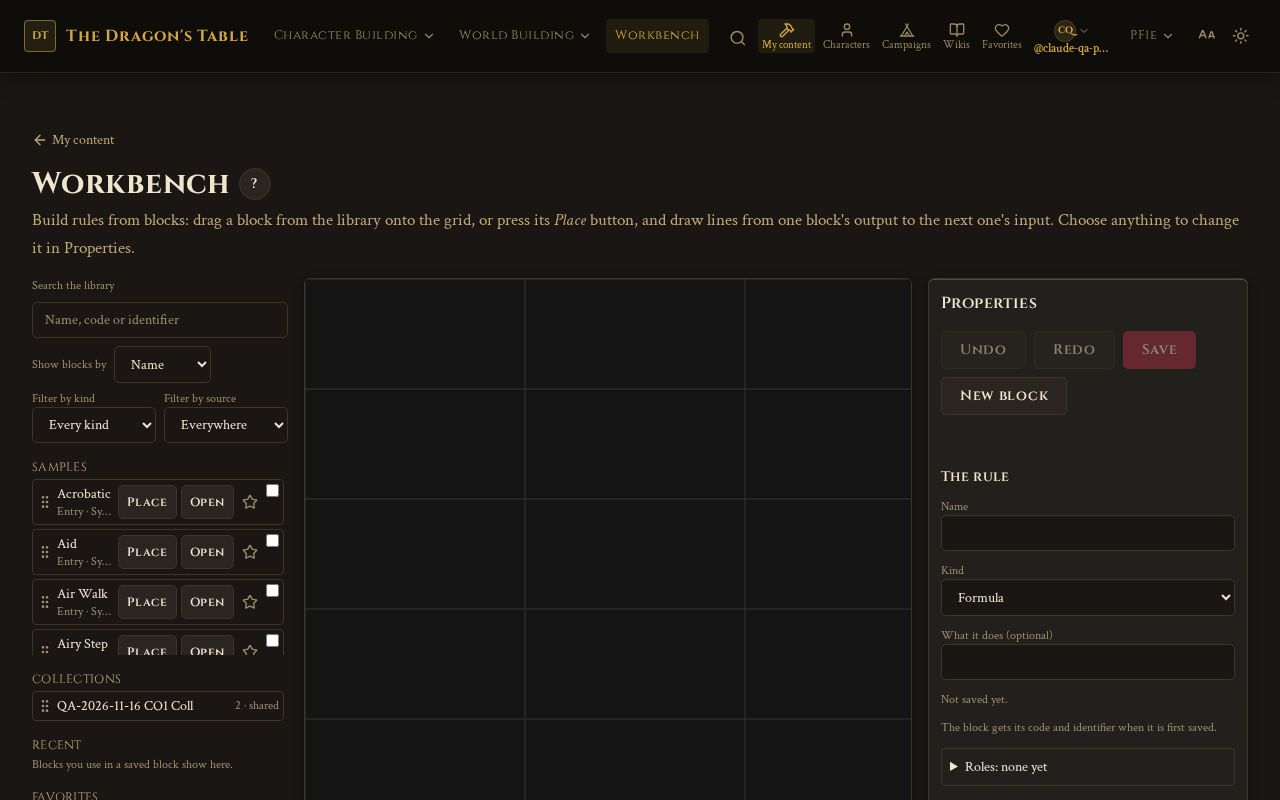 DT The Dragon's Table Character Building World Building Workbench My content Characters Campaigns Wikis Favorites CQ @claude-qa-p... PF1e AA
My content
Workbench ?
Build rules from blocks: drag a block from the library onto the grid, or press its Place button, and draw lines from one block's output to the next one's input. Choose anything to change
it in Properties.
Search the library
Name, code or identifier
Show blocks by Name
Filter by kind Filter by source
Every kind Everywhere
Samples
Acrobatic Place Open
Entry · Sy...
Aid Place Open
Entry · Sy...
Air Walk Place Open
Entry · Sy...
Airy Step Place Open
Collections
QA-2026-11-16 CO1 Coll 2 · shared
Recent
Blocks you use in a saved block show here.
Favorites
Properties
Undo Redo Save
New block
The rule
Name
Kind
Formula
What it does (optional)
Not saved yet.
The block gets its code and identifier when it is first saved.
Roles: none yet